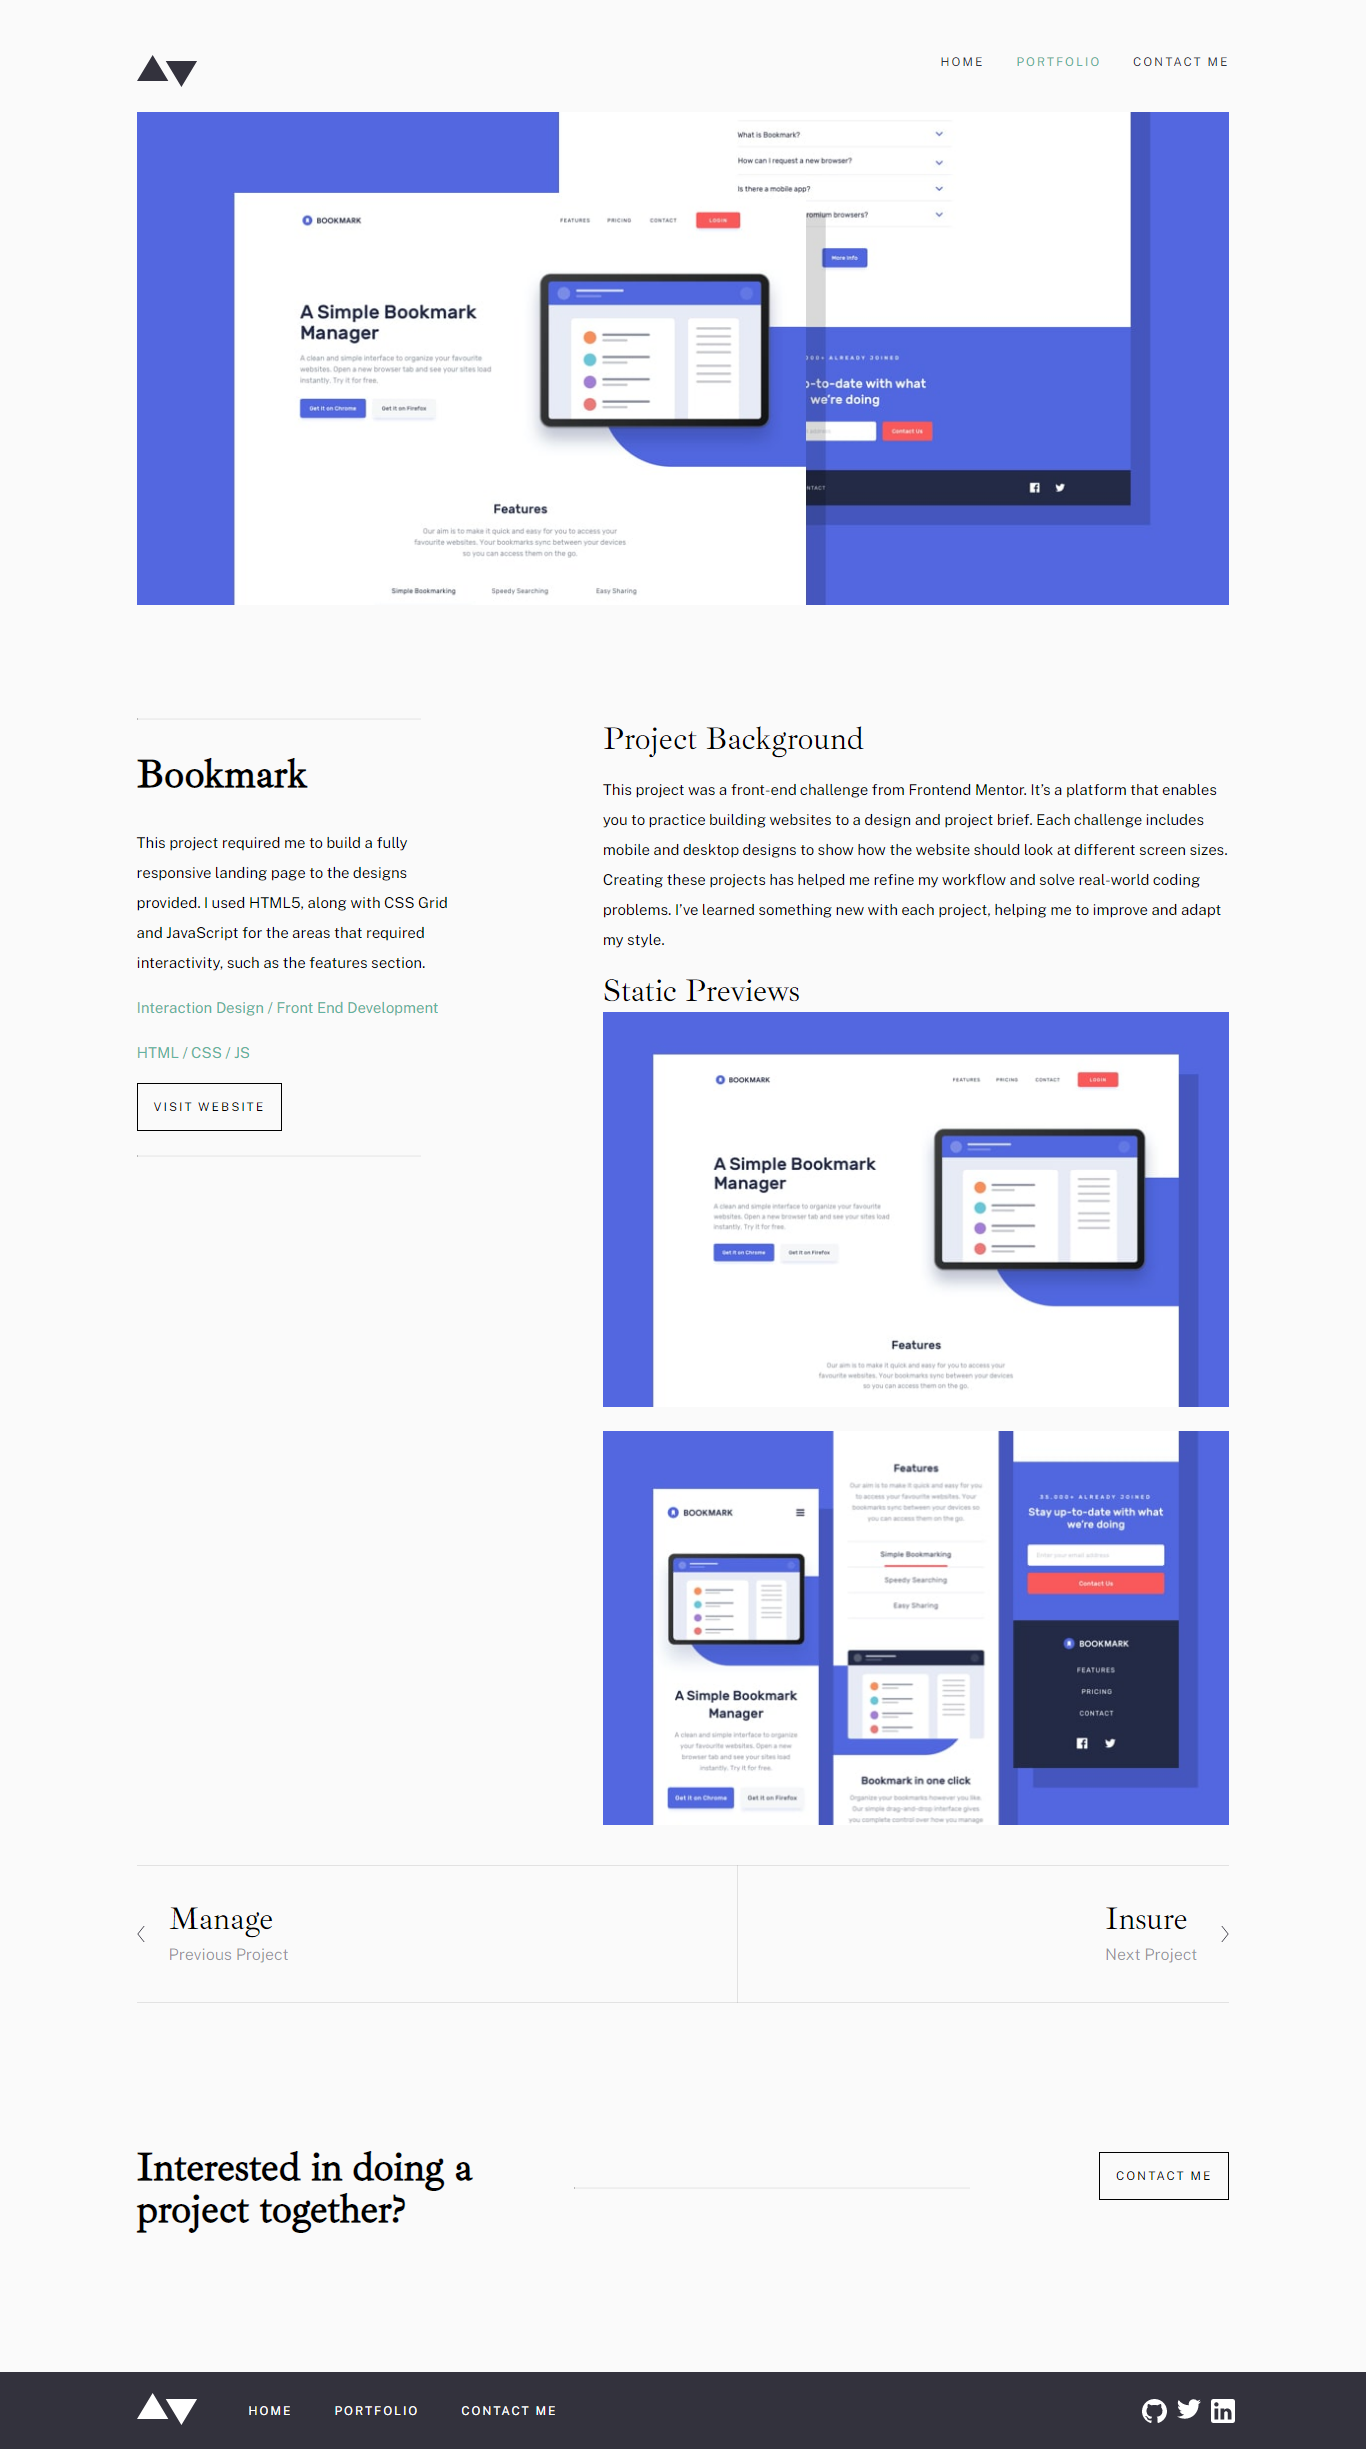 HOME PORTFOLIO CONTACT ME
What is Bookmark?
How can I request a new browser?
Is there a mobile app?
romium browsers?
More Info
BOOKMARK
FEATURES PRICING CONTACT LOGIN
A Simple Bookmark
Manager
A clean and simple interface to organize your favourite
websites. Open a new browser tab and see your sites load
instantly. Try it for free.
Get it on Chrome Get it on Firefox
000+ ALREADY JOINED
-to-date with what
we're doing
address
Contact Us
NTACT
Features
Our aim is to make it quick and easy for you to access your
favourite websites. Your bookmarks sync between your devices
so you can access them on the go.
Simple Bookmarking Speedy Searching Easy Sharing
Bookmark
This project required me to build a fully
responsive landing page to the designs
provided. I used HTML5, along with CSS Grid
and JavaScript for the areas that required
interactivity, such as the features section.
Interaction Design / Front End Development
HTML / CSS / JS
VISIT WEBSITE
Project Background
This project was a front-end challenge from Frontend Mentor. It’s a platform that enables
you to practice building websites to a design and project brief. Each challenge includes
mobile and desktop designs to show how the website should look at different screen sizes.
Creating these projects has helped me refine my workflow and solve real-world coding
problems. I’ve learned something new with each project, helping me to improve and adapt
my style.
Static Previews
BOOKMARK
FEATURES PRICING CONTACT LOGIN
A Simple Bookmark
Manager
A clean and simple interface to organize your favourite
websites. Open a new browser tab and see your sites load
instantly. Try it for free.
Get it on Chrome Get it on Firefox
Features
Our aim is to make it quick and easy for you to access your
favourite websites. Your bookmarks sync between your devices
so you can access them on the go.
BOOKMARK
A Simple Bookmark
Manager
A clean and simple interface to organize
your favourite websites. Open a new
browser tab and see your sites load
instantly. Try it for free.
Get it on Chrome Get it on Firefox
Features
Our aim is to make it quick and easy for you
to access your favourite websites. Your
bookmarks sync between your devices so
you can access them on the go.
Simple Bookmarking
Speedy Searching
Easy Sharing
Bookmark in one click
Organize your bookmarks however you like.
Our simple drag-and-drop interface gives
you complete control over how you manage
35,000+ ALREADY JOINED
Stay up-to-date with what
we're doing
Enter your email address
Contact Us
BOOKMARK
FEATURES
PRICING
CONTACT
Manage
Previous Project
Insure
Next Project
Interested in doing a
project together?
CONTACT ME
HOME PORTFOLIO CONTACT ME